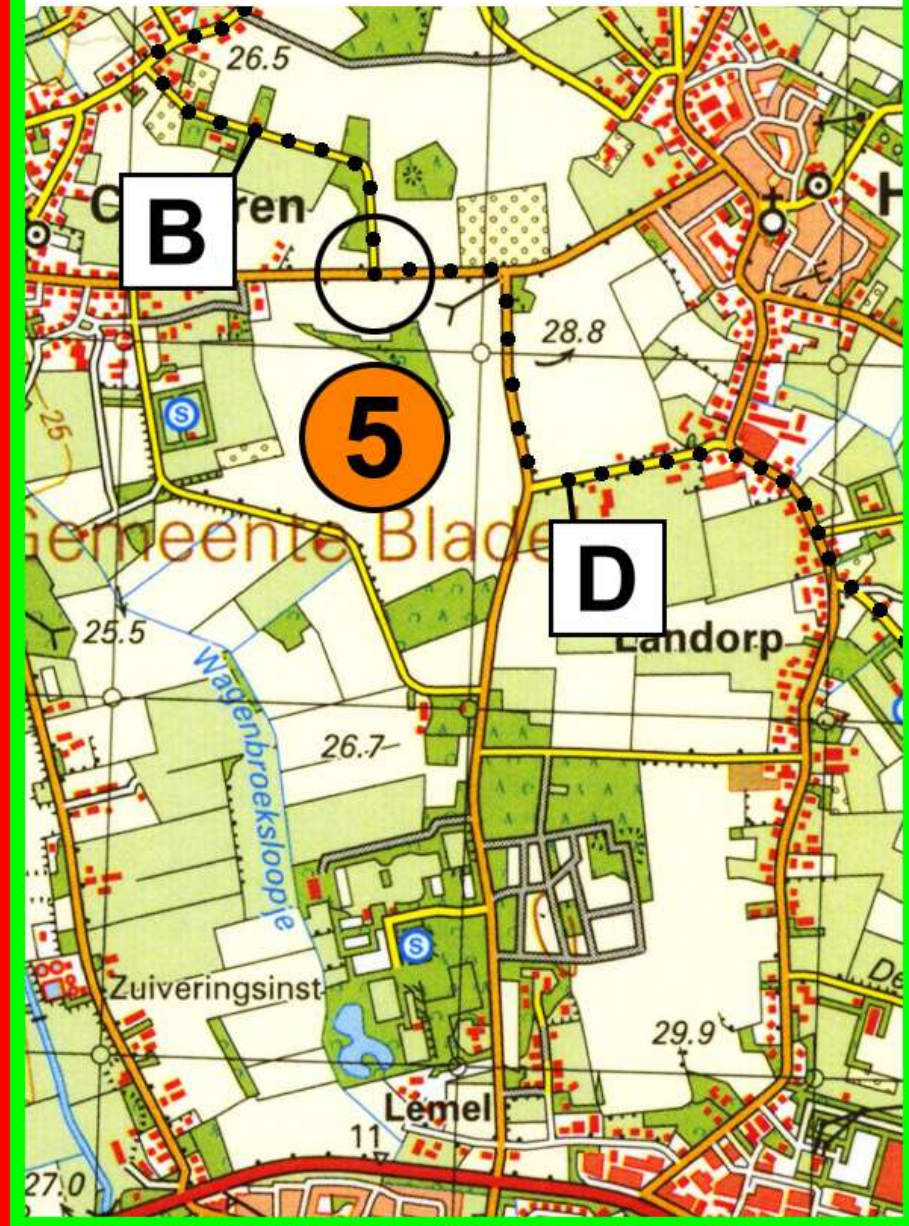 26.5
B
C ren
H
28.8
S
5
25
Gemeente Blade
D
25.5
Landorp
Wagenbroeksloopje
26.7
S
Zuiveringsinst
De
29.9
Lemel
11
27.0